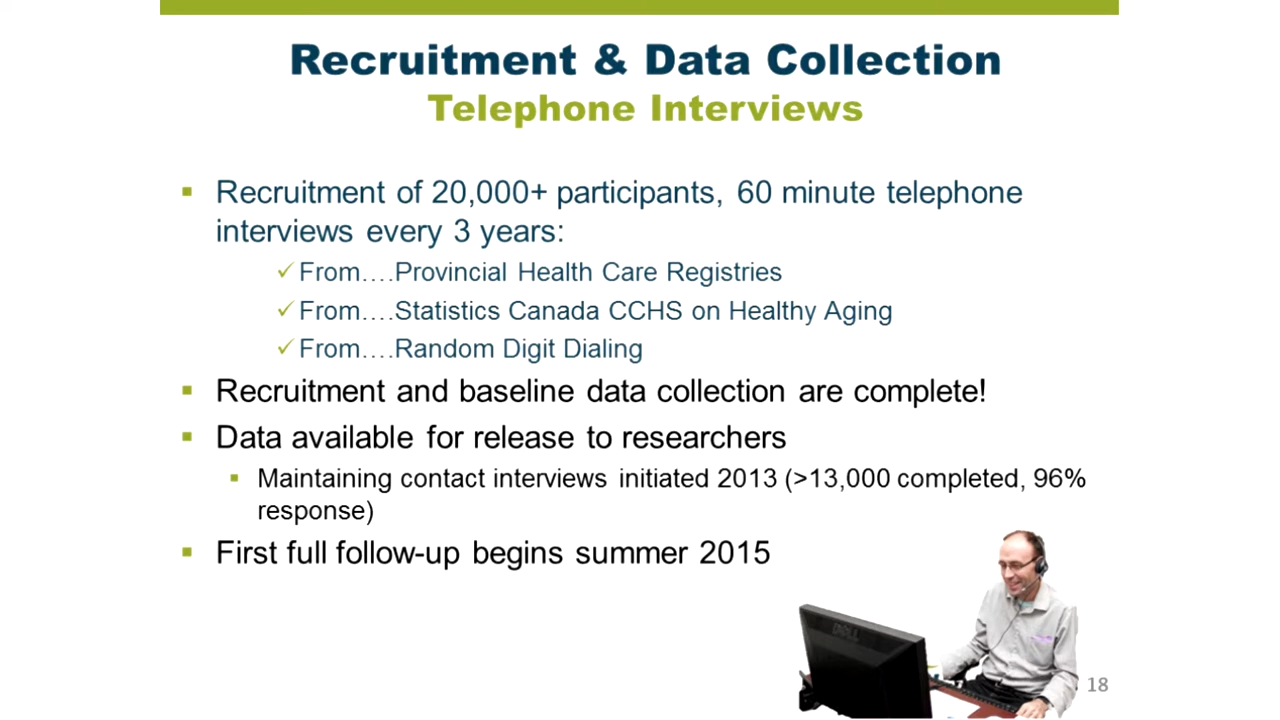 Recruitment & Data Collection
Telephone Interviews
Recruitment of 20,000+ participants, 60 minute telephone
interviews every 3 years:
From….Provincial Health Care Registries
From….Statistics Canada CCHS on Healthy Aging
From….Random Digit Dialing
Recruitment and baseline data collection are complete!
Data available for release to researchers
Maintaining contact interviews initiated 2013 (>13,000 completed, 96%
response)
First full follow-up begins summer 2015
DELL
18